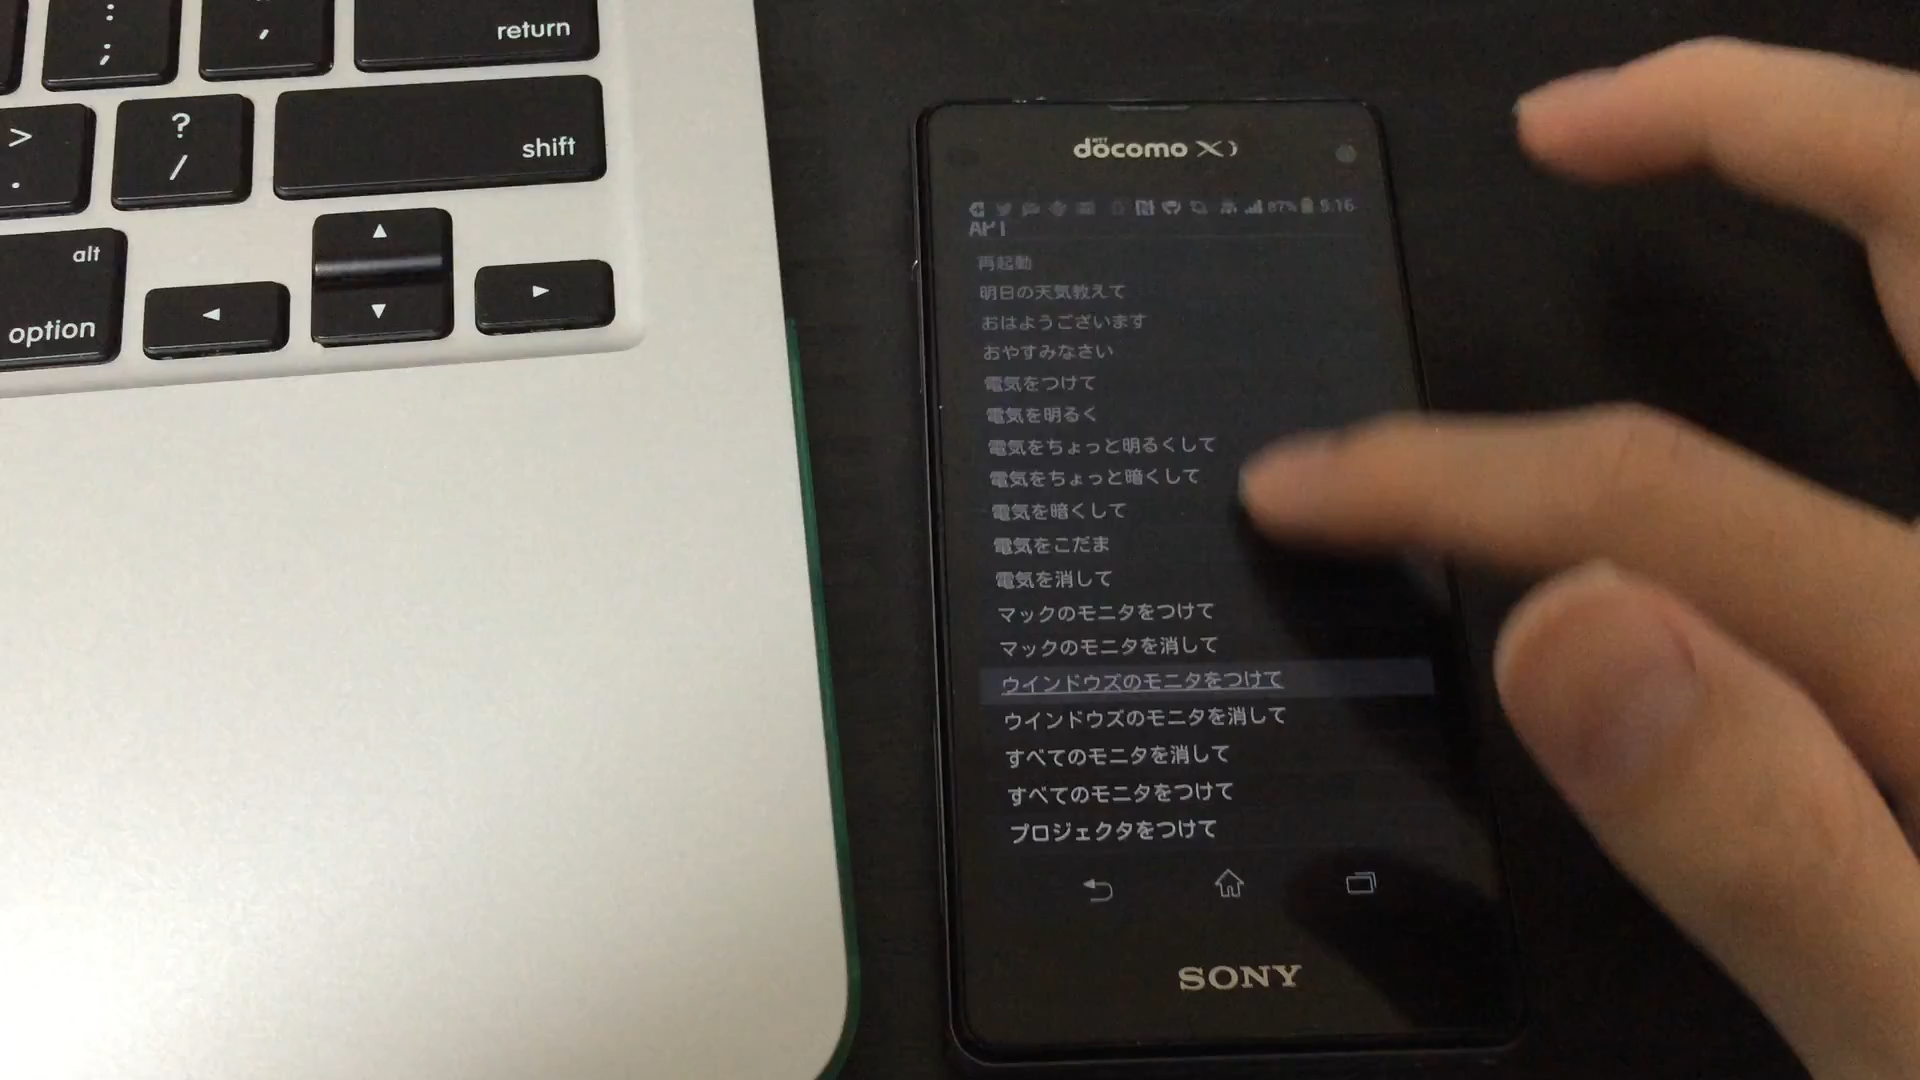 return
shift
alt
option
:
;
,
>
.
?
/
NTT
döcomo Xi
87% 5:16
API
再起動
明日の天気教えて
おはようございます
おやすみなさい
電気をつけて
電気を明るく
電気をちょっと明るくして
電気をちょっと暗くして
電気を暗くして
電気をこだま
電気を消して
マックのモニタをつけて
マックのモニタを消して
ウインドウズのモニタをつけて
ウインドウズのモニタを消して
すべてのモニタを消して
すべてのモニタをつけて
プロジェクタをつけて
SONY